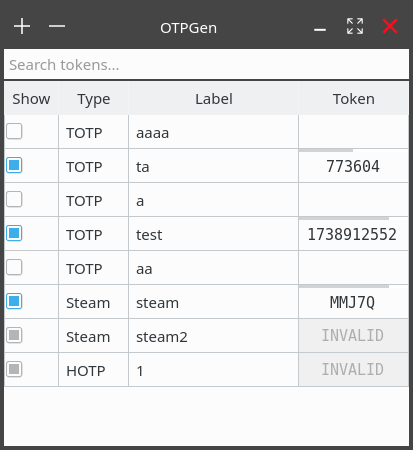 OTPGen
Search tokens...
Show Type Label Token
TOTP aaaa
TOTP ta 773604
TOTP a
TOTP test 1738912552
TOTP aa
Steam steam MMJ7Q
Steam steam2 INVALID
HOTP 1 INVALID